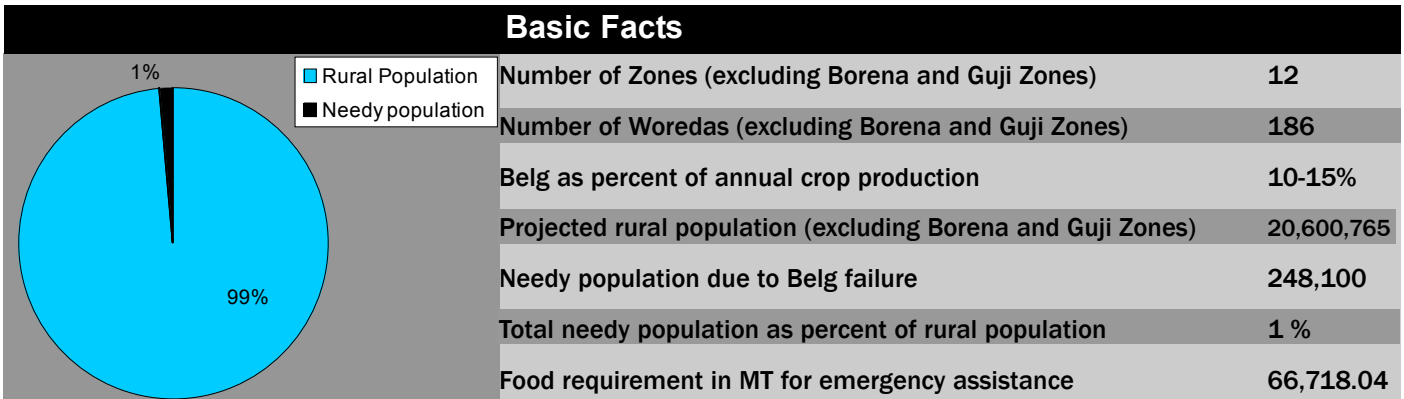 Basic Facts
1%
Rural Population
Needy population
99%
Number of Zones (excluding Borena and Guji Zones) 12
Number of Woredas (excluding Borena and Guji Zones) 186
Belg as percent of annual crop production 10-15%
Projected rural population (excluding Borena and Guji Zones) 20,600,765
Needy population due to Belg failure 248,100
Total needy population as percent of rural population 1 %
Food requirement in MT for emergency assistance 66,718.04